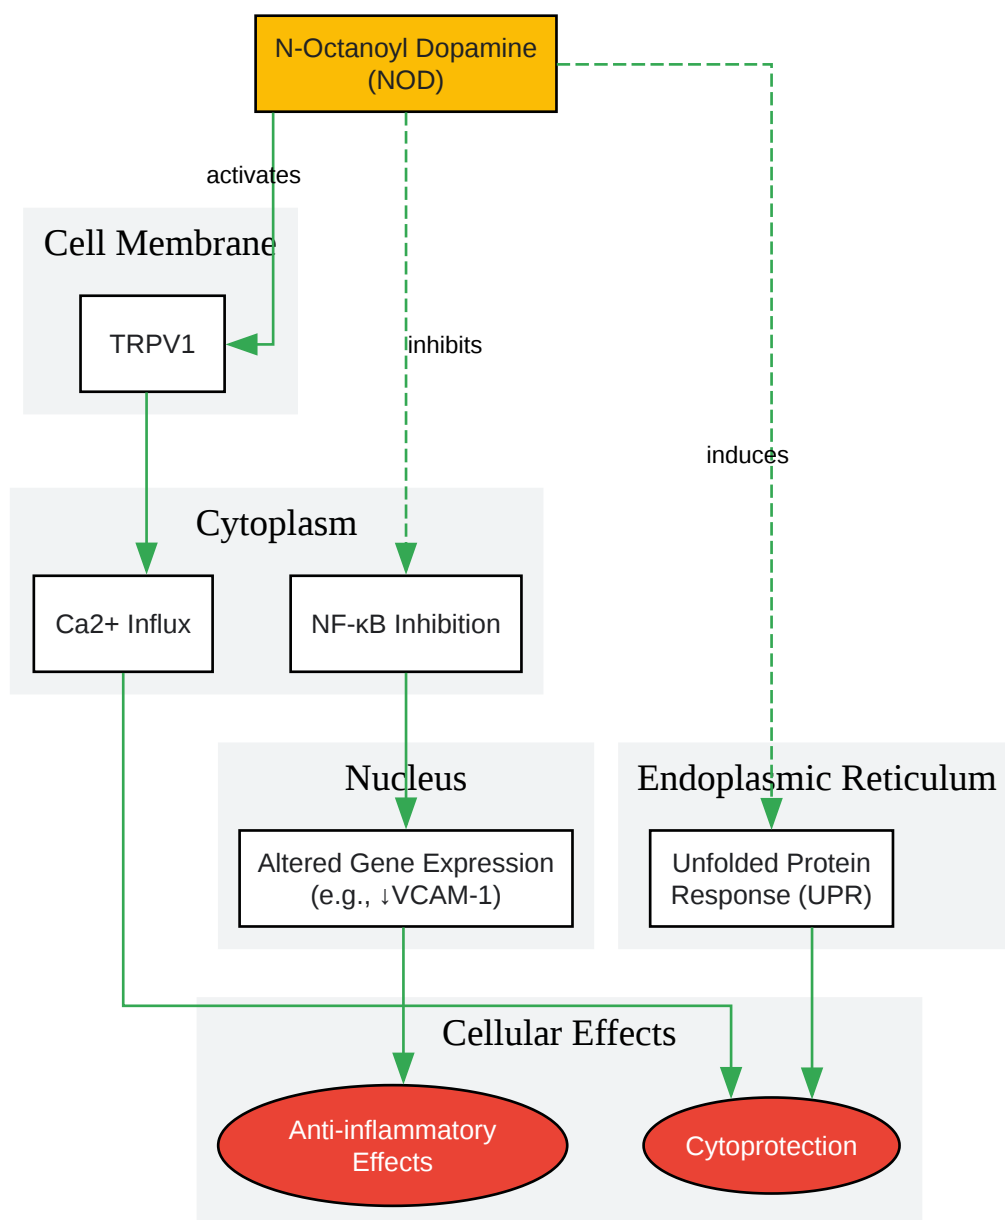 N-Octanoyl Dopamine
(NOD)
activates
Cell Membrane
TRPV1
inhibits
induces
Cytoplasm
Ca2+ Influx
NF-κB Inhibition
Nucleus
Endoplasmic Reticulum
Altered Gene Expression
(e.g., ↓VCAM-1)
Unfolded Protein
Response (UPR)
Cellular Effects
Anti-inflammatory
Effects
Cytoprotection